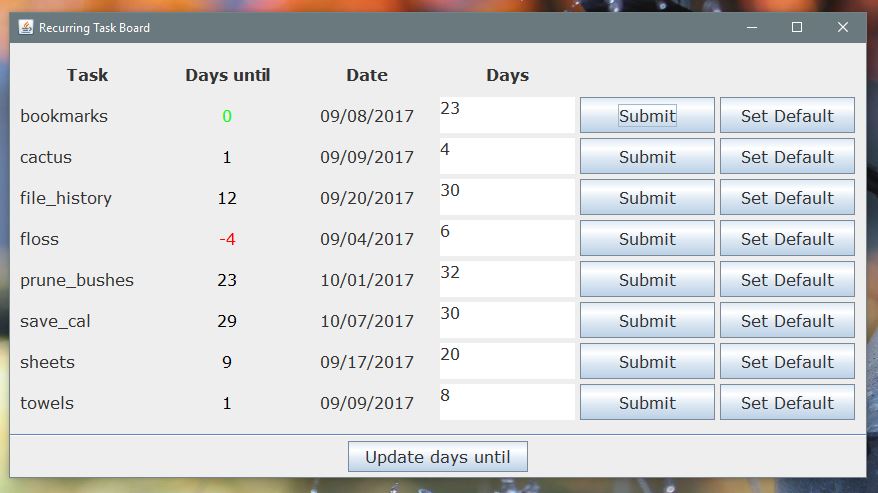 Recurring Task Board
Task Days until Date Days
bookmarks 0 09/08/2017 23 Submit Set Default
cactus 1 09/09/2017 4 Submit Set Default
file_history 12 09/20/2017 30 Submit Set Default
floss -4 09/04/2017 6 Submit Set Default
prune_bushes 23 10/01/2017 32 Submit Set Default
save_cal 29 10/07/2017 30 Submit Set Default
sheets 9 09/17/2017 20 Submit Set Default
towels 1 09/09/2017 8 Submit Set Default
Update days until